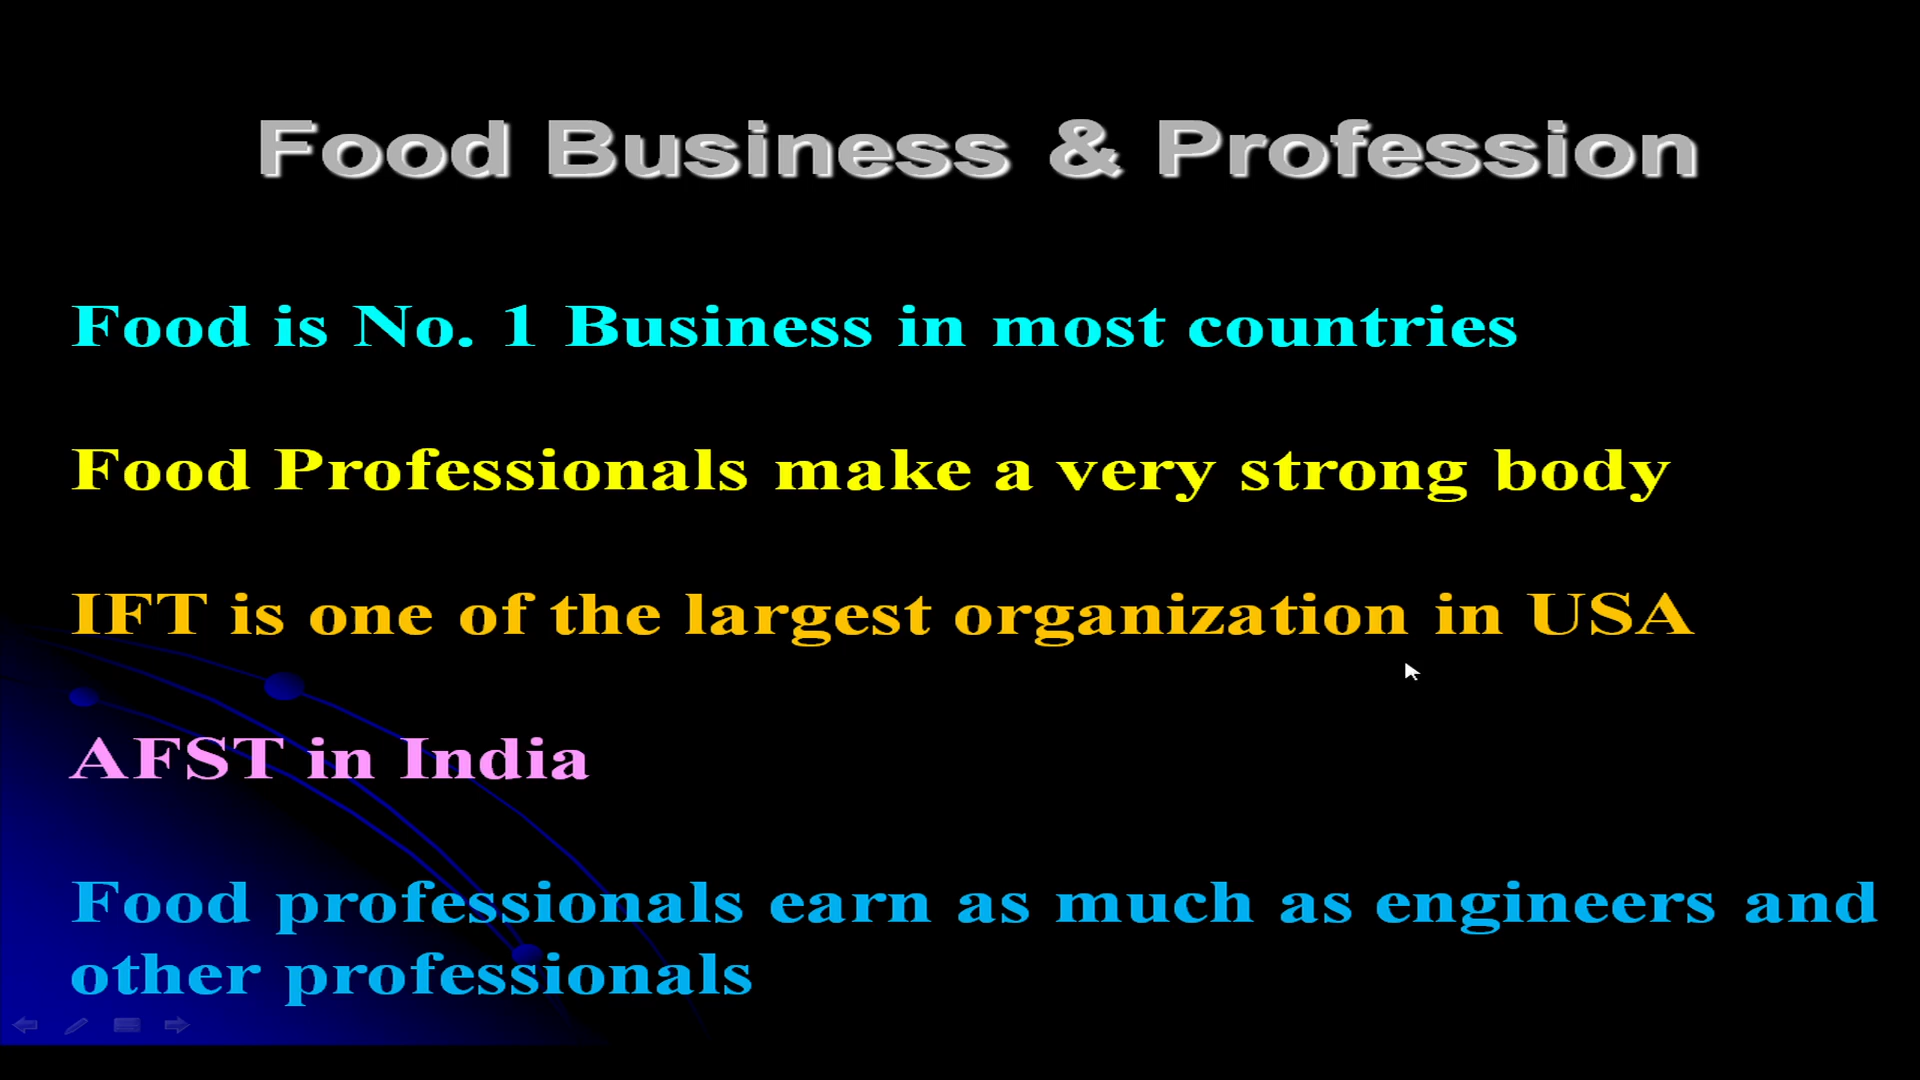 Food Business & Profession
Food is No. 1 Business in most countries
Food Professionals make a very strong body
IFT is one of the largest organization in USA
AFST in India
Food professionals earn as much as engineers and
other professionals